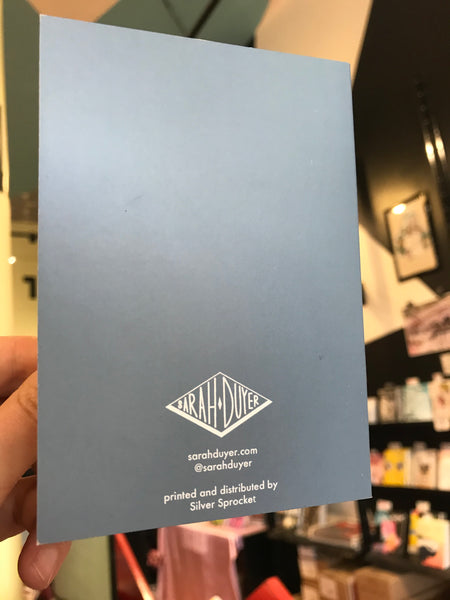 SARAH DUYER
sarahduyer.com
@sarahduyer
printed and distributed by
Silver Sprocket